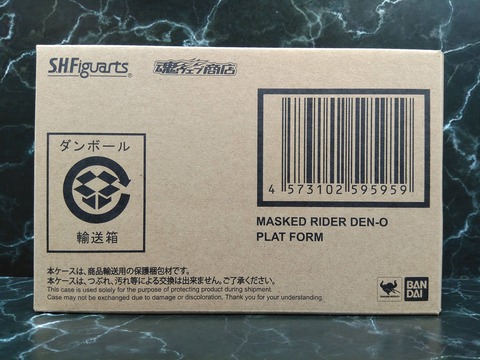 S.H.Figuarts
魂ウェブ商店
ダンボール
輸送箱
4 573102 595959
MASKED RIDER DEN-O
PLAT FORM
本ケースは、商品輸送用の保護梱包材です。
本ケースは、つぶれ、汚れ等による交換は出来ません。ご了承ください。
This case is used solely for the purpose of protecting product during shipment.
Case may not be exchanged due to damage or discoloration. Thank you for your understanding.
BAN
DAI